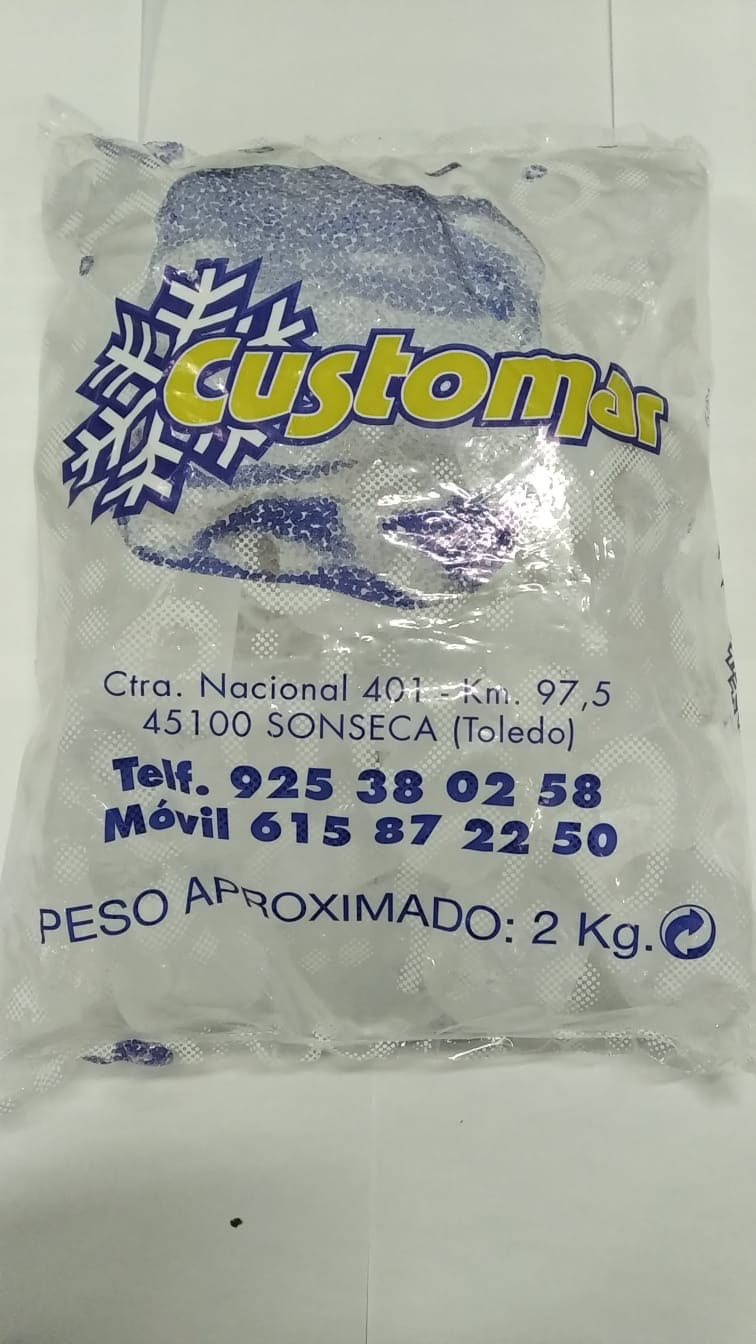 Customar
Ctra. Nacional 401 - Km. 97,5
45100 SONSECA (Toledo)
Telf. 925 38 02 58
Móvil 615 87 22 50
PESO APROXIMADO: 2 Kg.